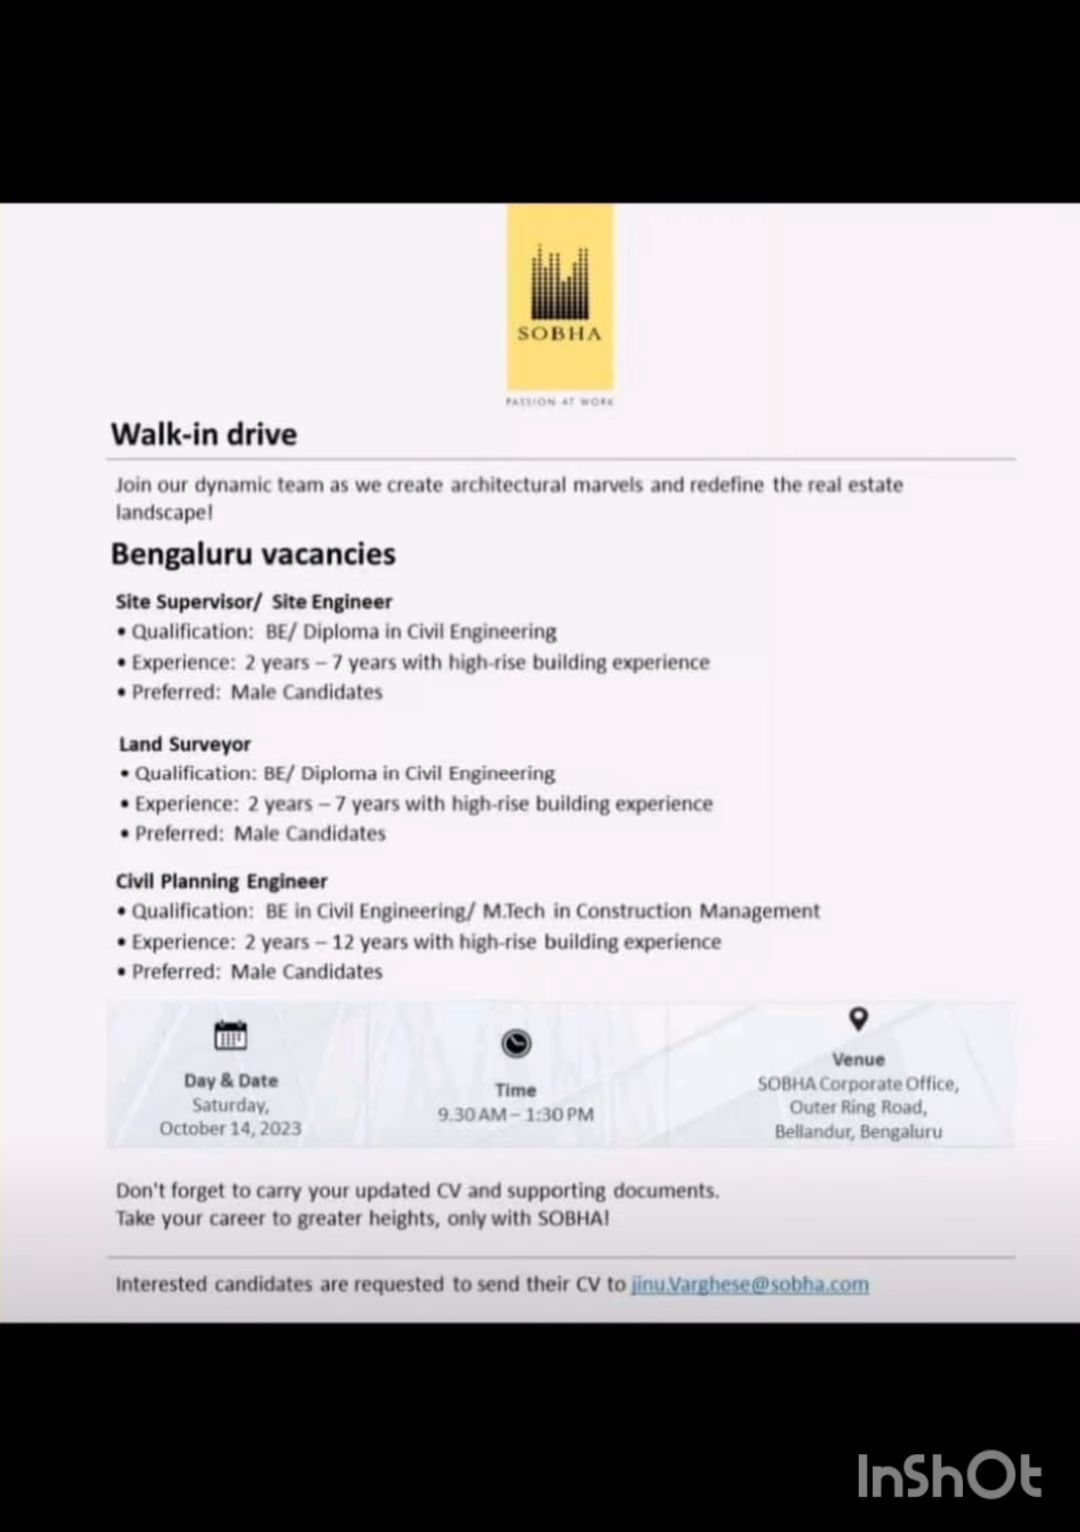 SOBHA
PASSION AT WORK
Walk-in drive
Join our dynamic team as we create architectural marvels and redefine the real estate
landscape!
Bengaluru vacancies
Site Supervisor/ Site Engineer
• Qualification: BE/ Diploma in Civil Engineering
• Experience: 2 years – 7 years with high-rise building experience
• Preferred: Male Candidates
Land Surveyor
• Qualification: BE/ Diploma in Civil Engineering
• Experience: 2 years – 7 years with high-rise building experience
• Preferred: Male Candidates
Civil Planning Engineer
• Qualification: BE in Civil Engineering/ M.Tech in Construction Management
• Experience: 2 years – 12 years with high-rise building experience
• Preferred: Male Candidates
Day & Date
Saturday,
October 14, 2023
Time
9.30 AM – 1:30 PM
Venue
SOBHA Corporate Office,
Outer Ring Road,
Bellandur, Bengaluru
Don't forget to carry your updated CV and supporting documents.
Take your career to greater heights, only with SOBHA!
Interested candidates are requested to send their CV to jinu.Varghese@sobha.com
InShOt